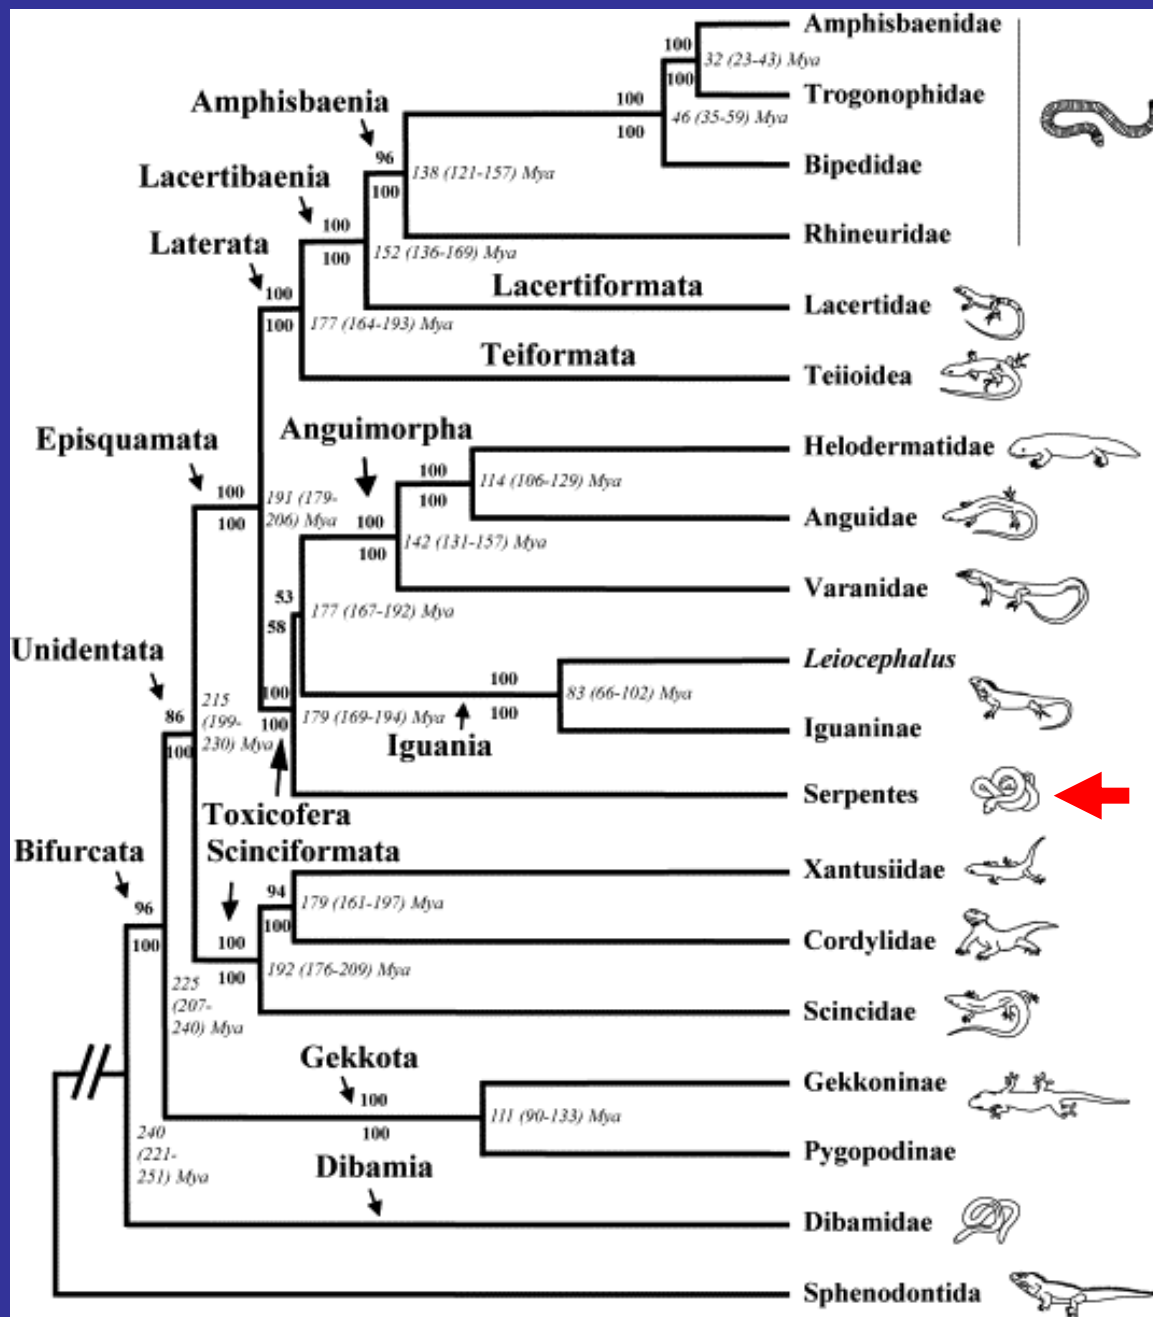 Amphisbaenidae
100
32 (23-43) Mya
100
Amphisbaenia
100
Trogonophidae
46 (35-59) Mya
100
96
Bipedidae
138 (121-157) Mya
Lacertibaenia
100
100
Rhineuridae
Laterata
152 (136-169) Mya
100
Lacertiformata
100
Lacertidae
100
177 (164-193) Mya
Teiformata
Teiioidea
Anguimorpha
Episquamata
Helodermatidae
100
114 (106-129) Mya
100
100
191 (179-
206) Mya
100
Anguidae
100
142 (131-157) Mya
100
Varanidae
53
177 (167-192) Mya
58
Unidentata
Leiocephalus
100
83 (66-102) Mya
100
215
(199-
230) Mya
100
86
179 (169-194) Mya
100
100
Iguania
Iguaninae
100
Serpentes
Toxicofera
Bifurcata
Scinciformata
Xantusiidae
94
179 (161-197) Mya
96
100
Cordylidae
100
100
192 (176-209) Mya
100
225
(207-
240) Mya
Scincidae
Gekkota
Gekkoninae
100
111 (90-133) Mya
100
240
(221-
251) Mya
Pygopodinae
Dibamia
Dibamidae
Sphenodontida